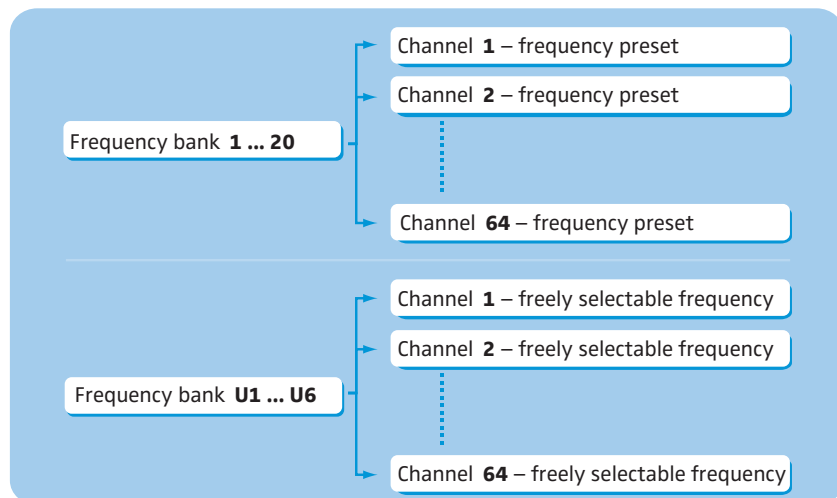 Channel 1 – frequency preset
Channel 2 – frequency preset
Frequency bank 1 ... 20
Channel 64 – frequency preset
Channel 1 – freely selectable frequency
Channel 2 – freely selectable frequency
Frequency bank U1 ... U6
Channel 64 – freely selectable frequency